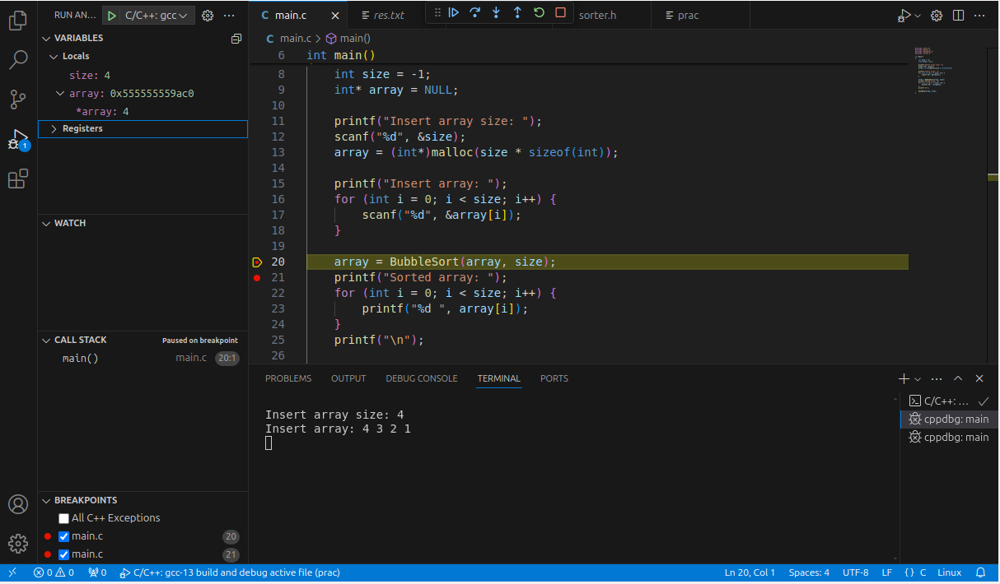 RUN AN... C/C++: gcc ...
VARIABLES
Locals
size: 4
array: 0x555555559ac0
*array: 4
Registers
WATCH
CALL STACK Paused on breakpoint
main() main.c 20:1
BREAKPOINTS
All C++ Exceptions
main.c 20
main.c 21
main.c res.txt sorter.h prac
C main.c > main()
6 int main()
8 int size = -1;
9 int* array = NULL;
10
11 printf("Insert array size: ");
12 scanf("%d", &size);
13 array = (int*)malloc(size * sizeof(int));
14
15 printf("Insert array: ");
16 for (int i = 0; i < size; i++) {
17 scanf("%d", &array[i]);
18 }
19
20 array = BubbleSort(array, size);
21 printf("Sorted array: ");
22 for (int i = 0; i < size; i++) {
23 printf("%d ", array[i]);
24 }
25 printf("\n");
26
PROBLEMS OUTPUT DEBUG CONSOLE TERMINAL PORTS
Insert array size: 4
Insert array: 4 3 2 1
C/C++: ...
cppdbg: main
cppdbg: main
1
0 0 0 C/C++: gcc-13 build and debug active file (prac) Ln 20, Col 1 Spaces: 4 UTF-8 LF {} C Linux